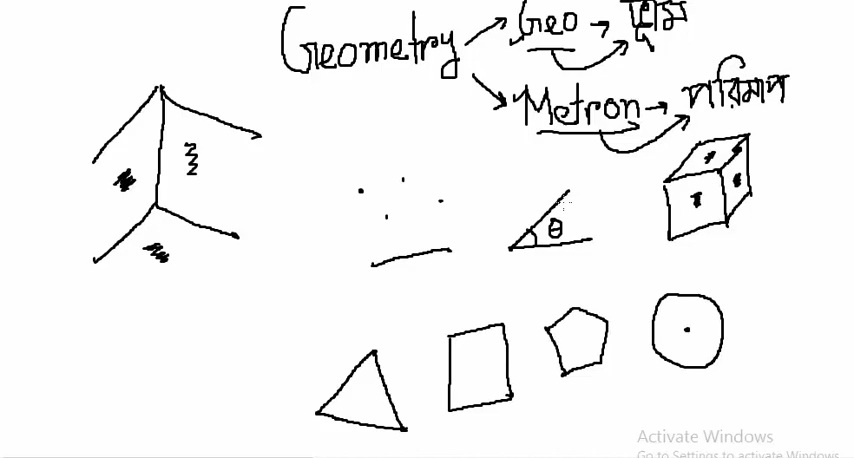 Geometry → Geo → ভূমি
→ Metron → পরিমাপ
θ
Activate Windows
Go to Settings to activate Windows.